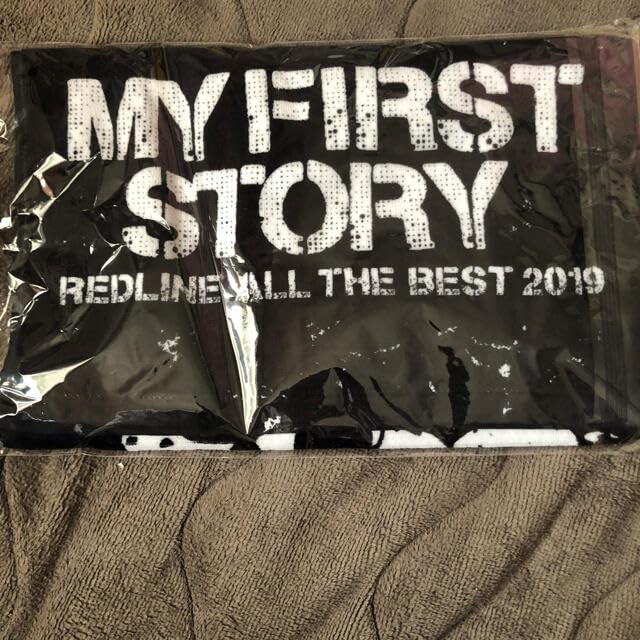 MY FIRST
STORY
REDLINE ALL THE BEST 2019